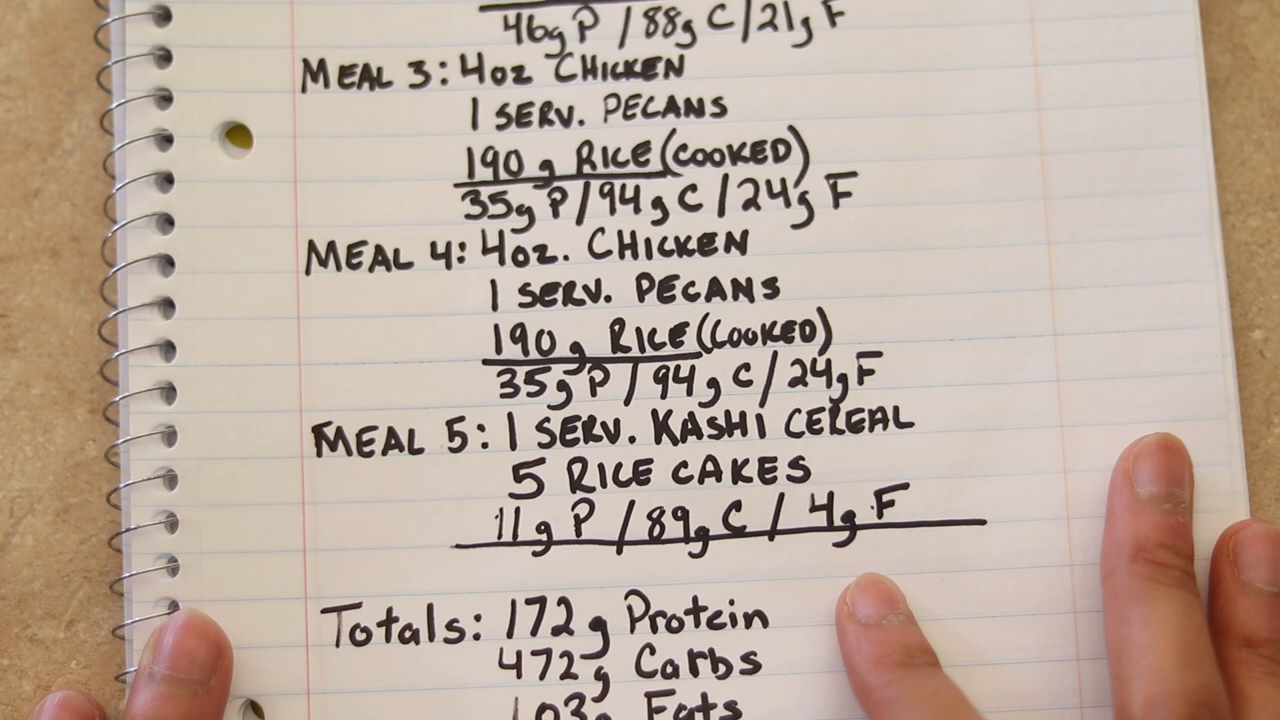 46g P / 88g C / 21g F
MEAL 3: 4oz CHICKEN
1 SERV. PECANS
190 g RICE (COOKED)
35g P / 94g C / 24g F
MEAL 4: 4oz. CHICKEN
1 SERV. PECANS
190 g RICE (COOKED)
35g P / 94g C / 24g F
MEAL 5: 1 SERV. KASHI CEREAL
5 RICE CAKES
11g P / 89g C / 4g F
Totals: 172g Protein
472g Carbs
103g Fats